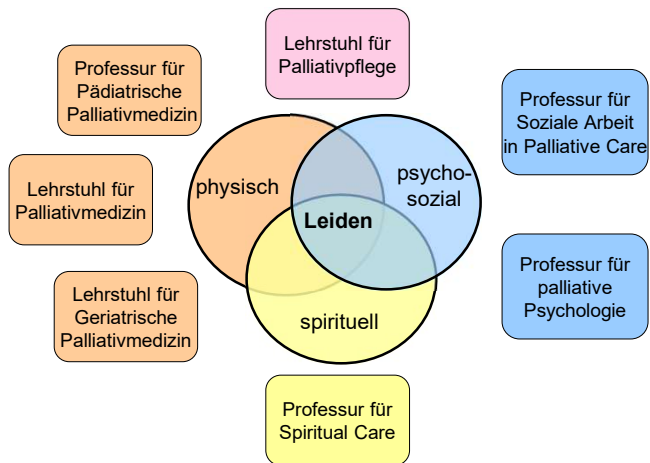 Lehrstuhl für
Palliativpflege
Professur für
Pädiatrische
Palliativmedizin
Professur für
Soziale Arbeit
in Palliative Care
Lehrstuhl für
Palliativmedizin
physisch
psycho-
sozial
Leiden
spirituell
Lehrstuhl für
Geriatrische
Palliativmedizin
Professur für
palliative
Psychologie
Professur für
Spiritual Care